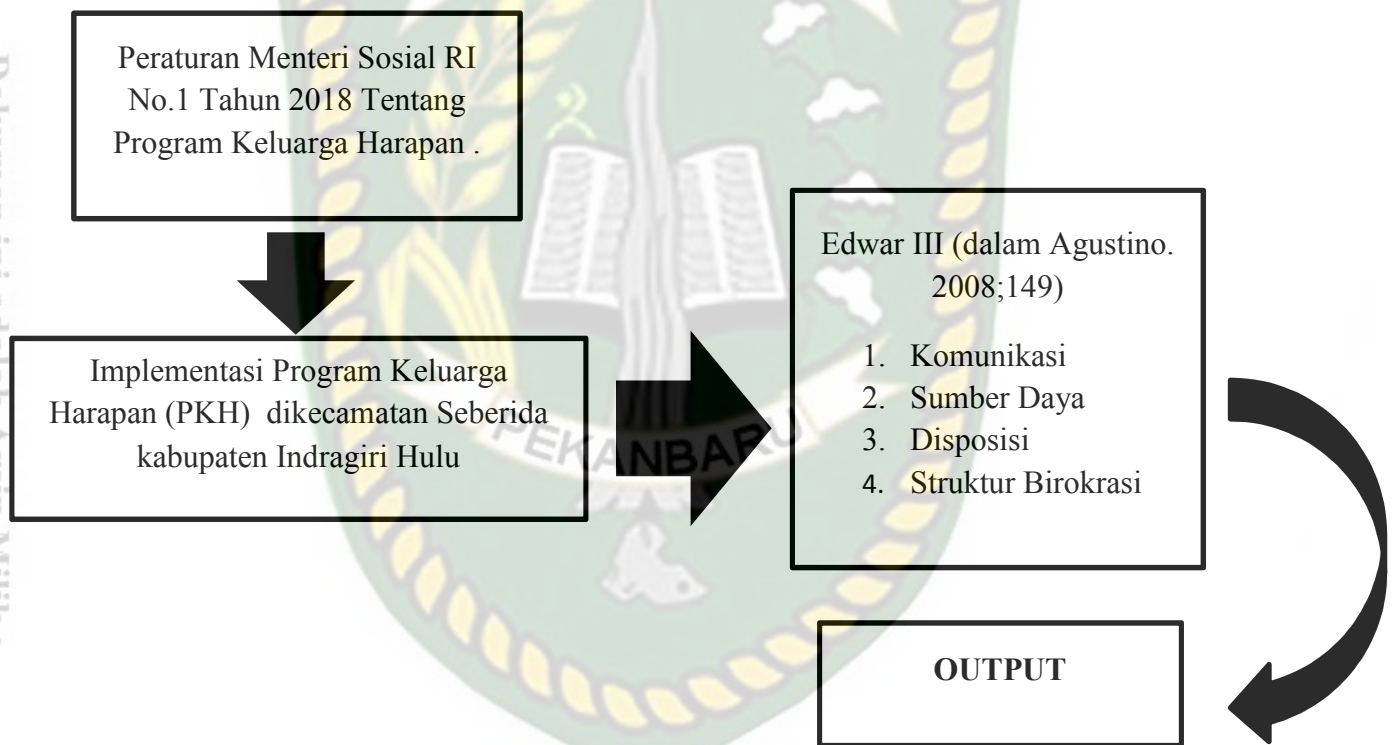 Peraturan Menteri Sosial RI
No.1 Tahun 2018 Tentang
Program Keluarga Harapan .
Implementasi Program Keluarga
Harapan (PKH)  dikecamatan Seberida
kabupaten Indragiri Hulu
Edwar III (dalam Agustino.
2008;149)
1. Komunikasi
2. Sumber Daya
3. Disposisi
4. Struktur Birokrasi
OUTPUT
PEKANBARU